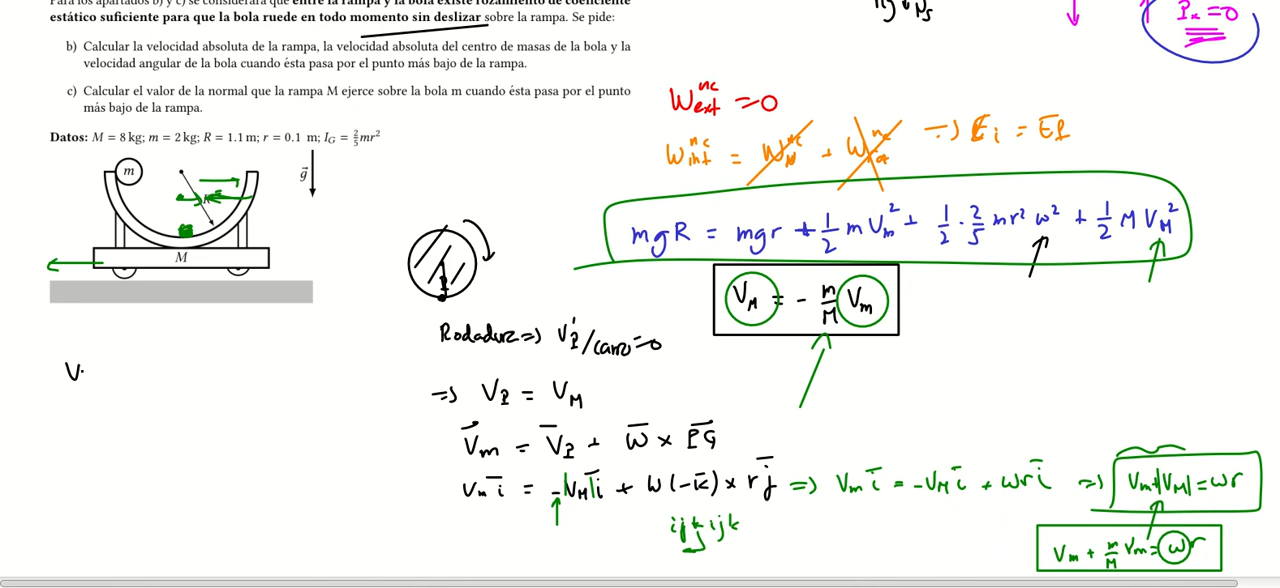 Para los apartados b) y c) se considerará que entre la rampa y la bola existe rozamiento de coeficiente
estático suficiente para que la bola ruede en todo momento sin deslizar sobre la rampa. Se pide:
b) Calcular la velocidad absoluta de la rampa, la velocidad absoluta del centro de masas de la bola y la
velocidad angular de la bola cuando ésta pasa por el punto más bajo de la rampa.
c) Calcular el valor de la normal que la rampa M ejerce sobre la bola m cuando ésta pasa por el punto
más bajo de la rampa.
Datos: M = 8 kg; m = 2 kg; R = 1.1 m; r = 0.1 m; I_G = 2/5 mr²
m
g⃗
M
P_x = 0
W_ext^nc = 0
W_int^nc = W_N^nc + => E_i = E_f
mgR = mgr + 1/2 m V_m² + 1/2 · 2/5 mr² ω² + 1/2 M V_M²
V_M = - m/M V_m
Rodadura => V'_P/carro = 0
=> V_P = V_M
V_m = V_P + ω × PG
V_m i = -V_M i + ω(-k) × r j => V_m i = -V_M i + ωr i => V_m + |V_M| = ωr
ijkijk
V_m + m/M V_m = ωr
V